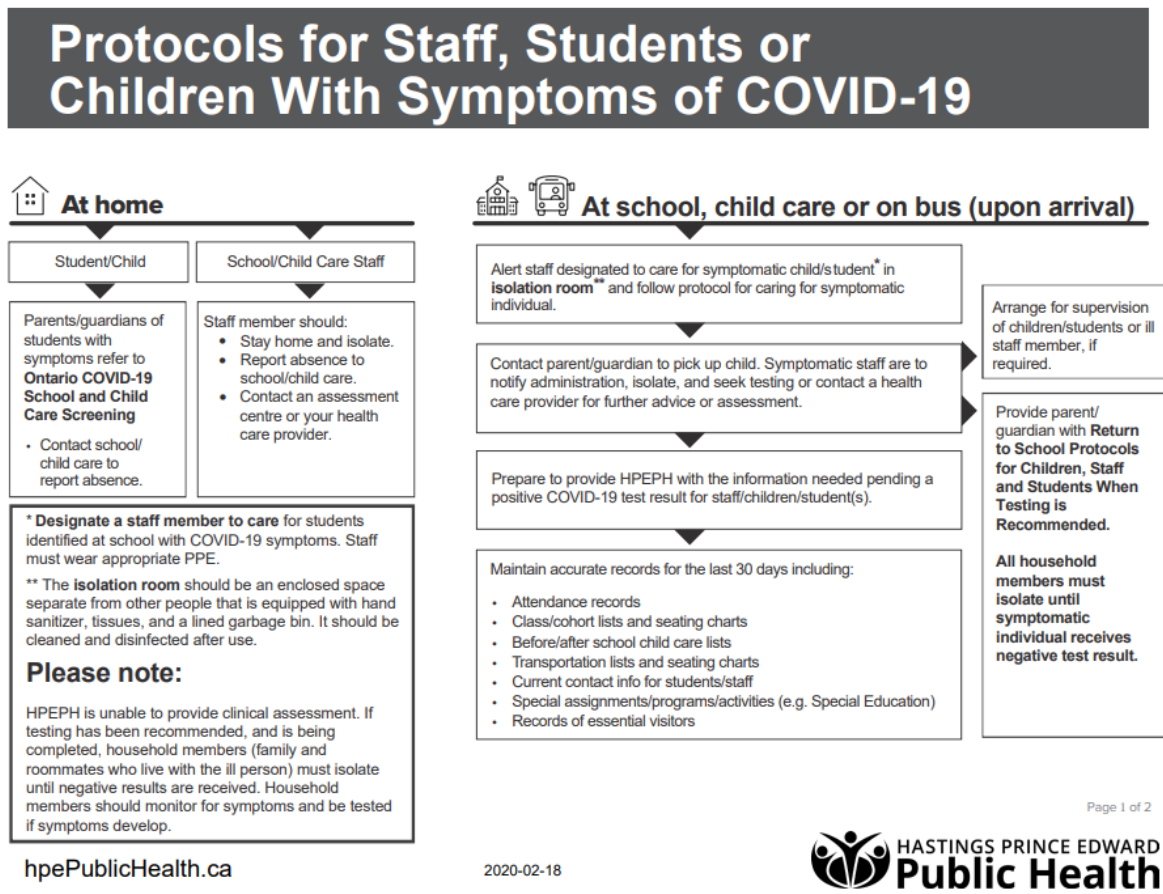 Protocols for Staff, Students or
Children With Symptoms of COVID-19
At home
Student/Child
School/Child Care Staff
Parents/guardians of
students with
symptoms refer to
Ontario COVID-19
School and Child
Care Screening
• Contact school/
child care to
report absence.
Staff member should:
• Stay home and isolate.
• Report absence to
school/child care.
• Contact an assessment
centre or your health
care provider.
* Designate a staff member to care for students
identified at school with COVID-19 symptoms. Staff
must wear appropriate PPE.
** The isolation room should be an enclosed space
separate from other people that is equipped with hand
sanitizer, tissues, and a lined garbage bin. It should be
cleaned and disinfected after use.
Please note:
HPEPH is unable to provide clinical assessment. If
testing has been recommended, and is being
completed, household members (family and
roommates who live with the ill person) must isolate
until negative results are received. Household
members should monitor for symptoms and be tested
if symptoms develop.
At school, child care or on bus (upon arrival)
Alert staff designated to care for symptomatic child/student* in
isolation room** and follow protocol for caring for symptomatic
individual.
Contact parent/guardian to pick up child. Symptomatic staff are to
notify administration, isolate, and seek testing or contact a health
care provider for further advice or assessment.
Arrange for supervision
of children/students or ill
staff member, if
required.
Provide parent/
guardian with Return
to School Protocols
for Children, Staff
and Students When
Testing is
Recommended.
All household
members must
isolate until
symptomatic
individual receives
negative test result.
Prepare to provide HPEPH with the information needed pending a
positive COVID-19 test result for staff/children/student(s).
Maintain accurate records for the last 30 days including:
• Attendance records
• Class/cohort lists and seating charts
• Before/after school child care lists
• Transportation lists and seating charts
• Current contact info for students/staff
• Special assignments/programs/activities (e.g. Special Education)
• Records of essential visitors
Page 1 of 2
hpePublicHealth.ca
2020-02-18
HASTINGS PRINCE EDWARD
Public Health